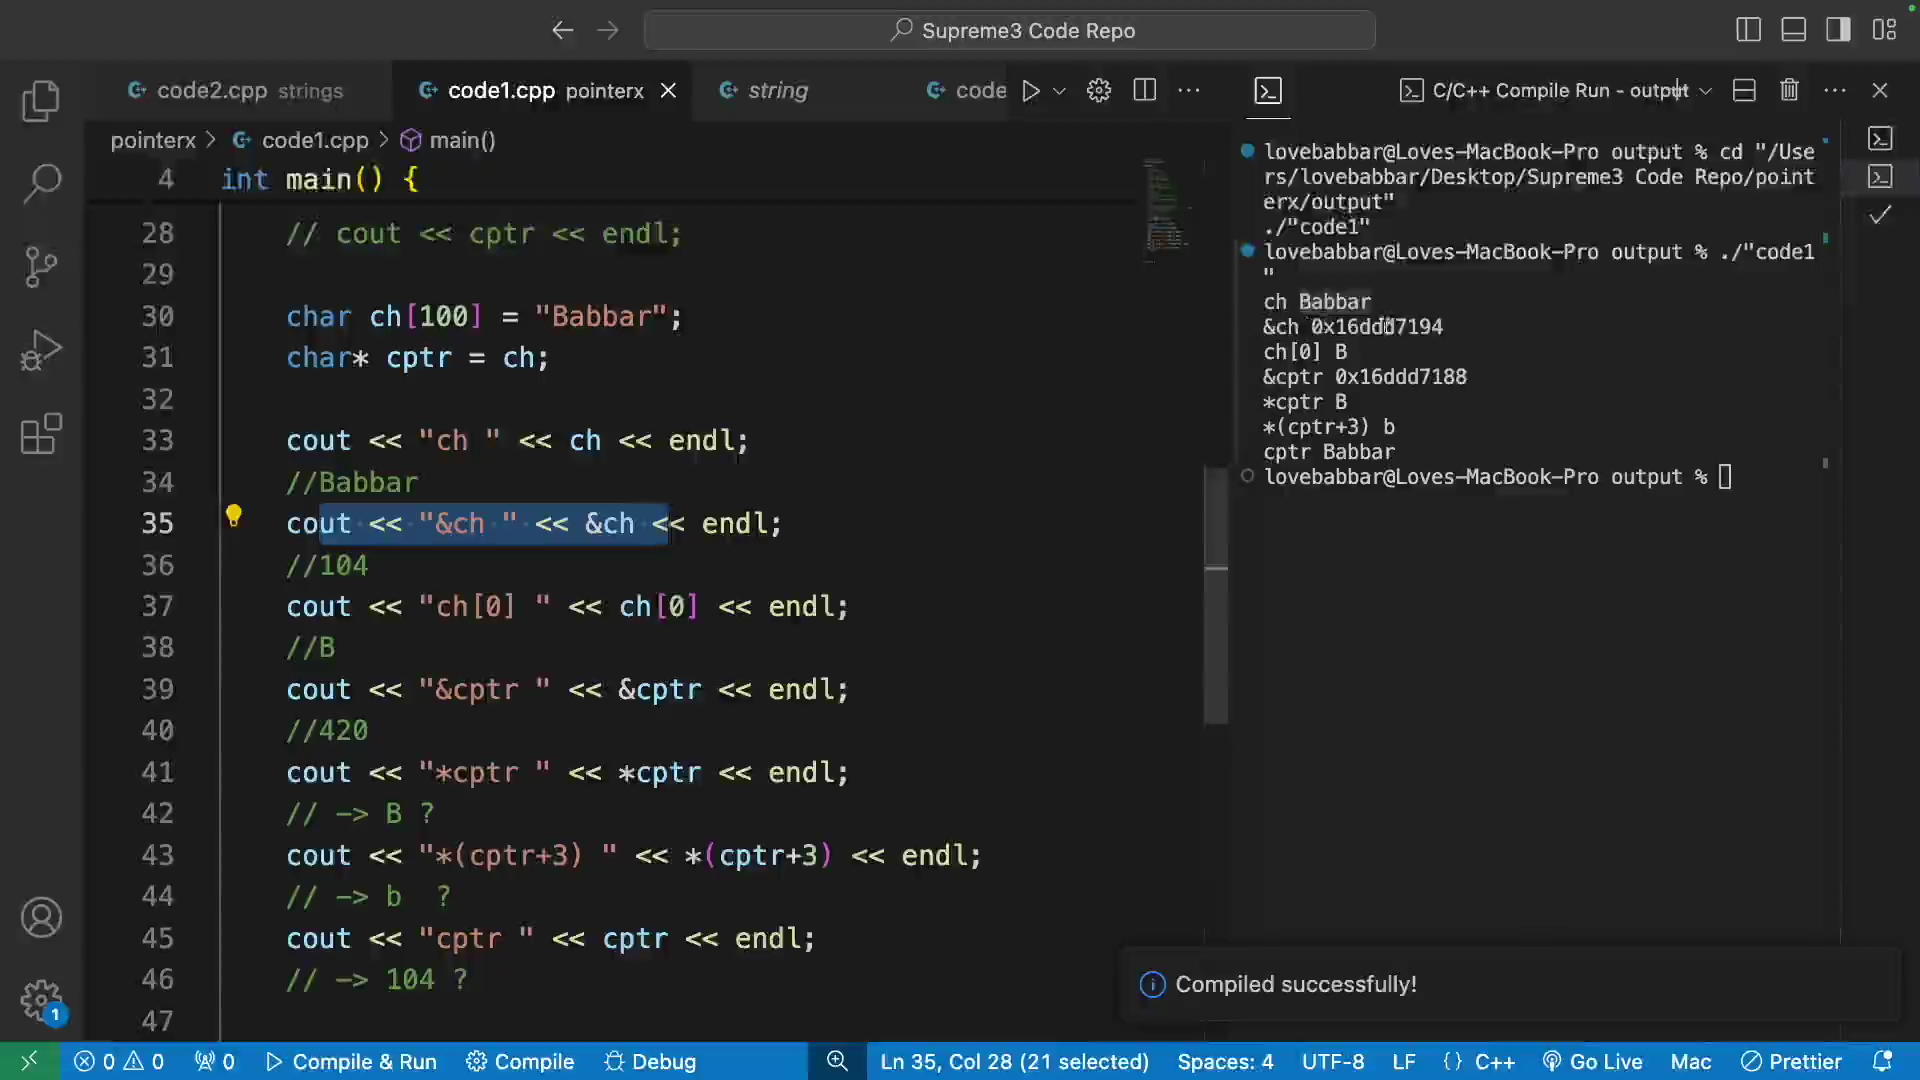 Supreme3 Code Repo
code2.cpp strings
code1.cpp pointerx
string
code
C/C++ Compile Run - output
pointerx > code1.cpp > main()
4 int main() {
28 // cout << cptr << endl;
29
30 char ch[100] = "Babbar";
31 char* cptr = ch;
32
33 cout << "ch " << ch << endl;
34 //Babbar
35 cout << "&ch " << &ch << endl;
36 //104
37 cout << "ch[0] " << ch[0] << endl;
38 //B
39 cout << "&cptr " << &cptr << endl;
40 //420
41 cout << "*cptr " << *cptr << endl;
42 // -> B ?
43 cout << "*(cptr+3) " << *(cptr+3) << endl;
44 // -> b  ?
45 cout << "cptr " << cptr << endl;
46 // -> 104 ?
47
lovebabbar@Loves-MacBook-Pro output % cd "/Use
rs/lovebabbar/Desktop/Supreme3 Code Repo/point
erx/output"
./"code1"
lovebabbar@Loves-MacBook-Pro output % ./"code1
"
ch Babbar
&ch 0x16ddd7194
ch[0] B
&cptr 0x16ddd7188
*cptr B
*(cptr+3) b
cptr Babbar
lovebabbar@Loves-MacBook-Pro output %
Compiled successfully!
1
0 0 0 Compile & Run Compile Debug Ln 35, Col 28 (21 selected) Spaces: 4 UTF-8 LF {} C++ Go Live Mac Prettier